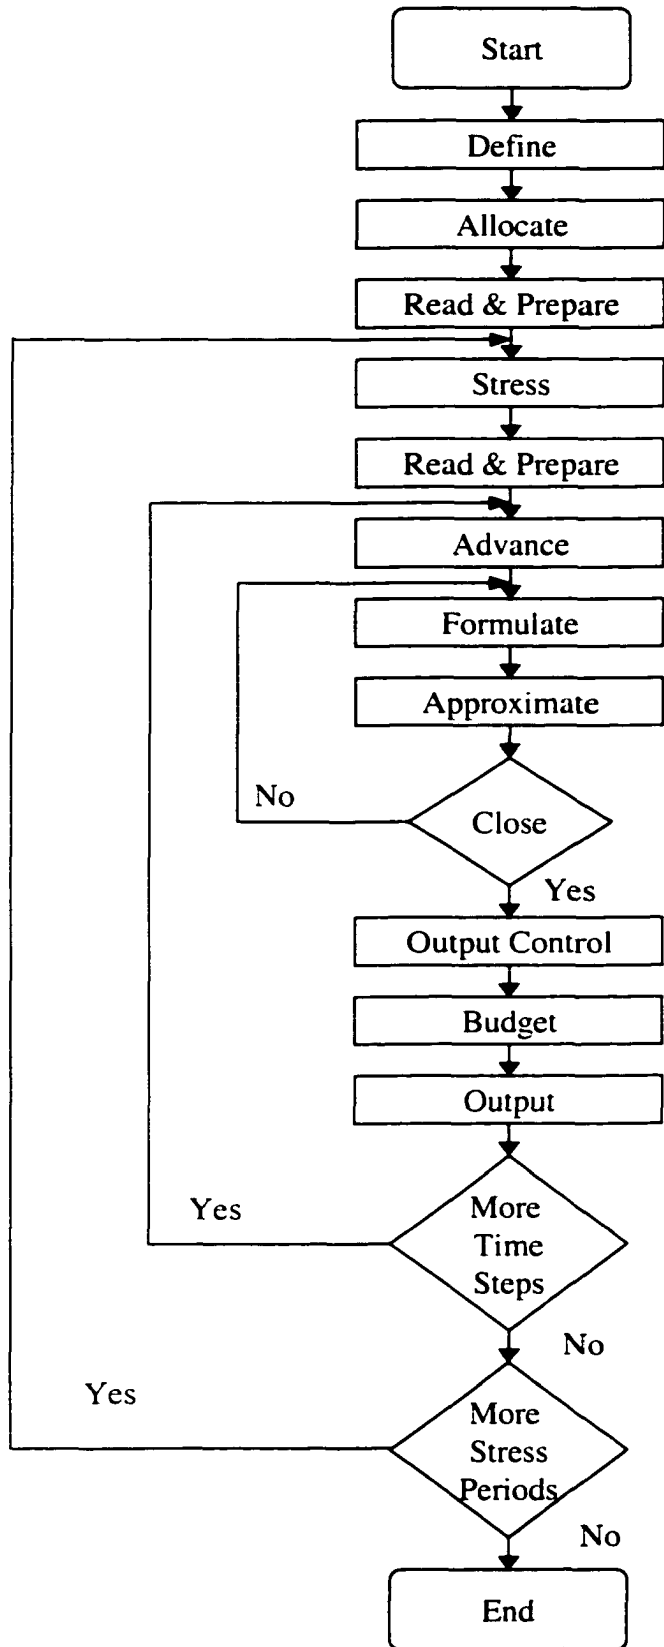 Start
Define
Allocate
Read & Prepare
Stress
Read & Prepare
Advance
Formulate
Approximate
No
Close
Yes
Output Control
Budget
Output
Yes
More
Time
Steps
No
Yes
More
Stress
Periods
No
End